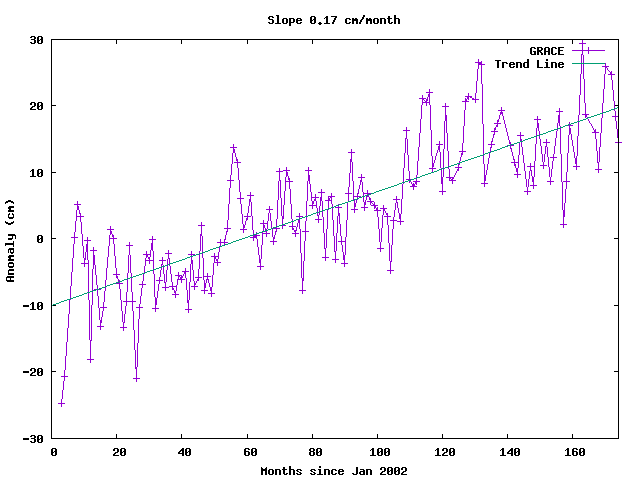 Slope 0.17 cm/month
GRACE
Trend Line
30
20
10
0
-10
-20
-30
Anomaly (cm)
0 20 40 60 80 100 120 140 160
Months since Jan 2002